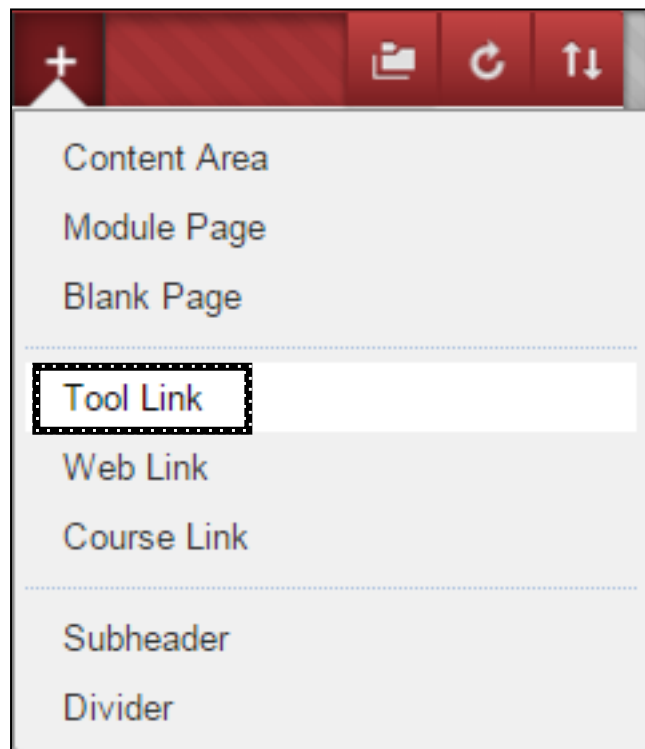 Content Area
Module Page
Blank Page
Tool Link
Web Link
Course Link
Subheader
Divider